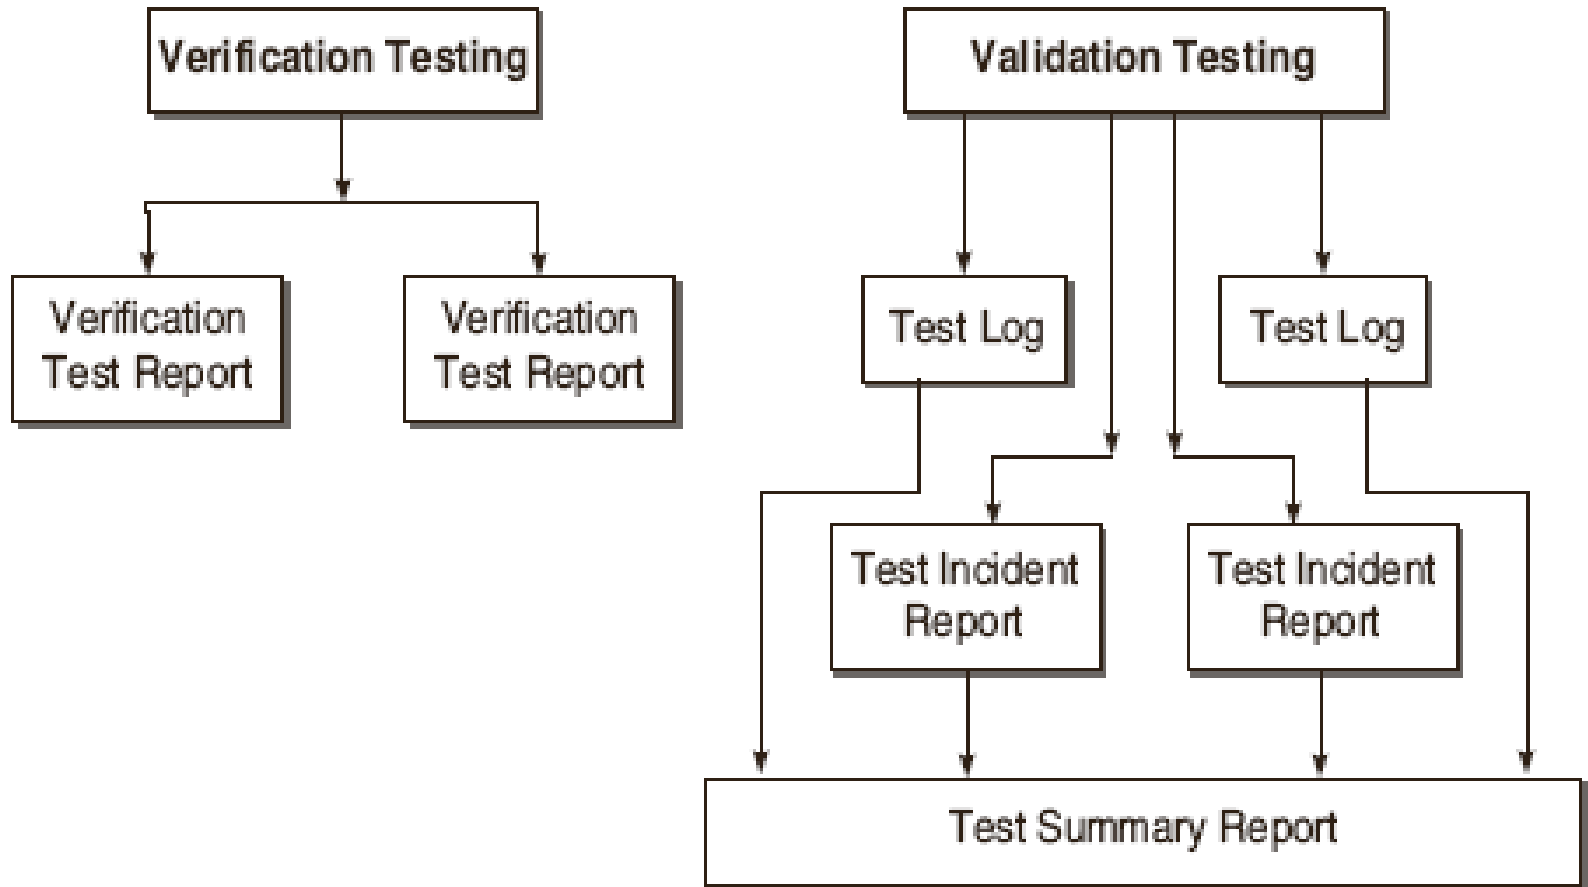 Verification Testing
Validation Testing
Verification
Test Report
Verification
Test Report
Test Log
Test Log
Test Incident
Report
Test Incident
Report
Test Summary Report